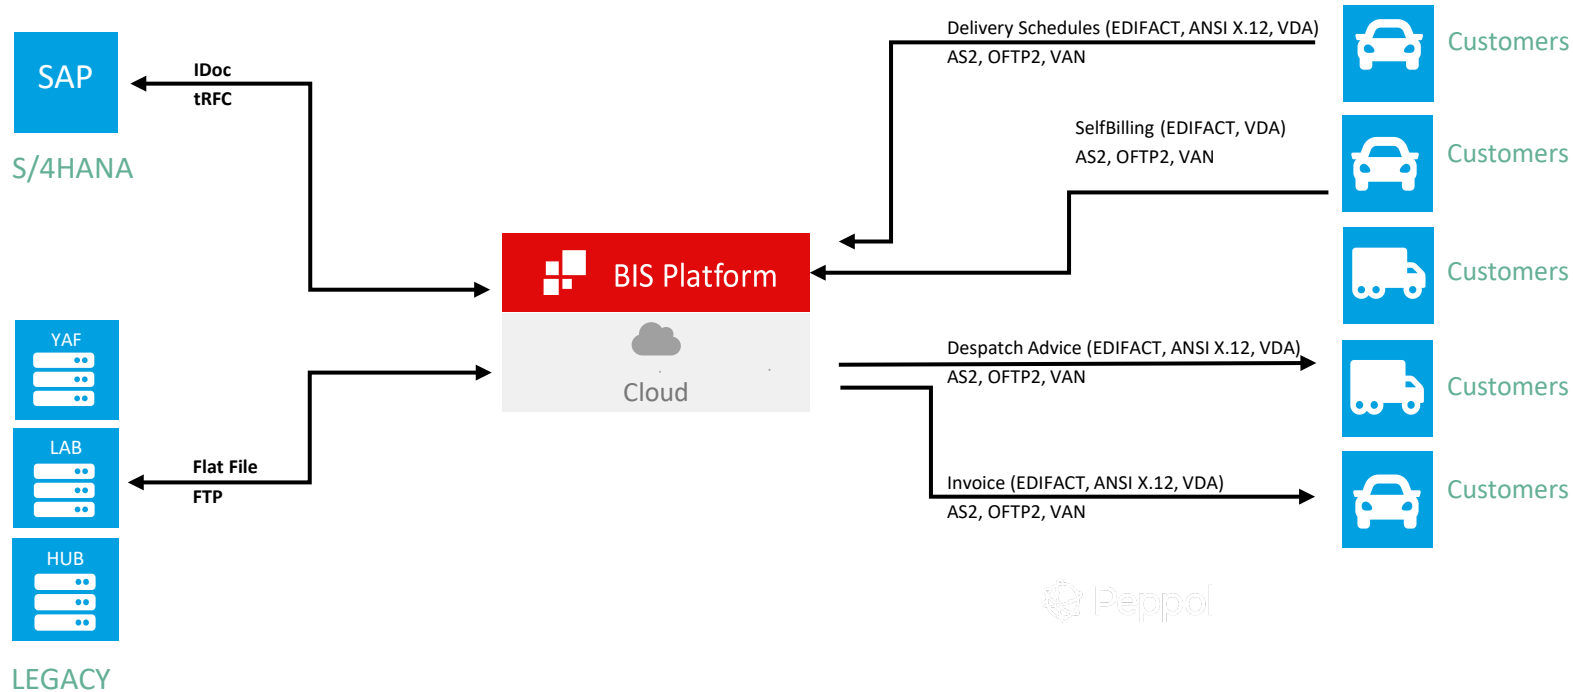 SAP
S/4HANA
IDoc
tRFC
Delivery Schedules (EDIFACT, ANSI X.12, VDA)
AS2, OFTP2, VAN
Customers
SelfBilling (EDIFACT, VDA)
AS2, OFTP2, VAN
Customers
BIS Platform
Customers
Cloud
YAF
LAB
HUB
LEGACY
Flat File
FTP
Despatch Advice (EDIFACT, ANSI X.12, VDA)
AS2, OFTP2, VAN
Customers
Invoice (EDIFACT, ANSI X.12, VDA)
AS2, OFTP2, VAN
Customers
Peppol